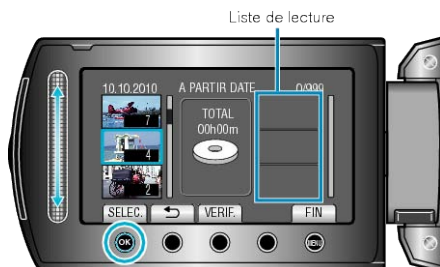 Liste de lecture
10.10.2010 A PARTIR DATE 0/999
7
TOTAL
00h00m
4
2
SELEC. VERIF. FIN
OK MENU